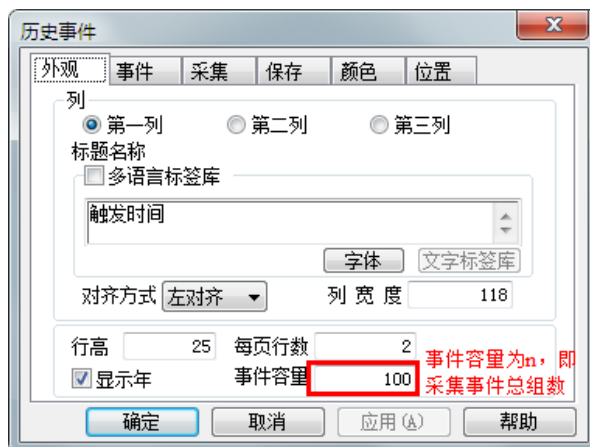 历史事件
外观 事件 采集 保存 颜色 位置
列
第一列 第二列 第三列
标题名称
多语言标签库
触发时间
字体 文字标签库
对齐方式 左对齐 列宽度 118
行高 25 每页行数 2
显示年 事件容量 100
事件容量为n，即
采集事件总组数
确定 取消 应用(A) 帮助